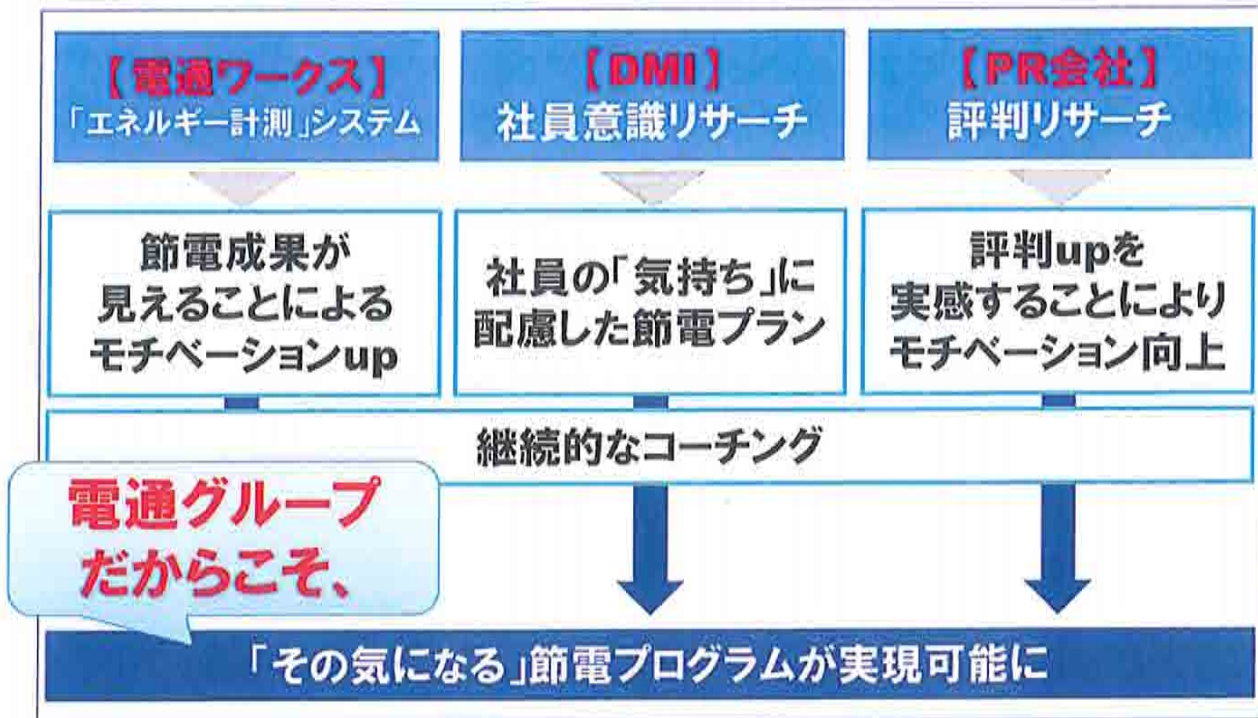 【電通ワークス】
「エネルギー計測」システム
【DMI】
社員意識リサーチ
【PR会社】
評判リサーチ
節電成果が
見えることによる
モチベーションup
社員の「気持ち」に
配慮した節電プラン
評判upを
実感することにより
モチベーション向上
継続的なコーチング
電通グループ
だからこそ、
「その気になる」節電プログラムが実現可能に